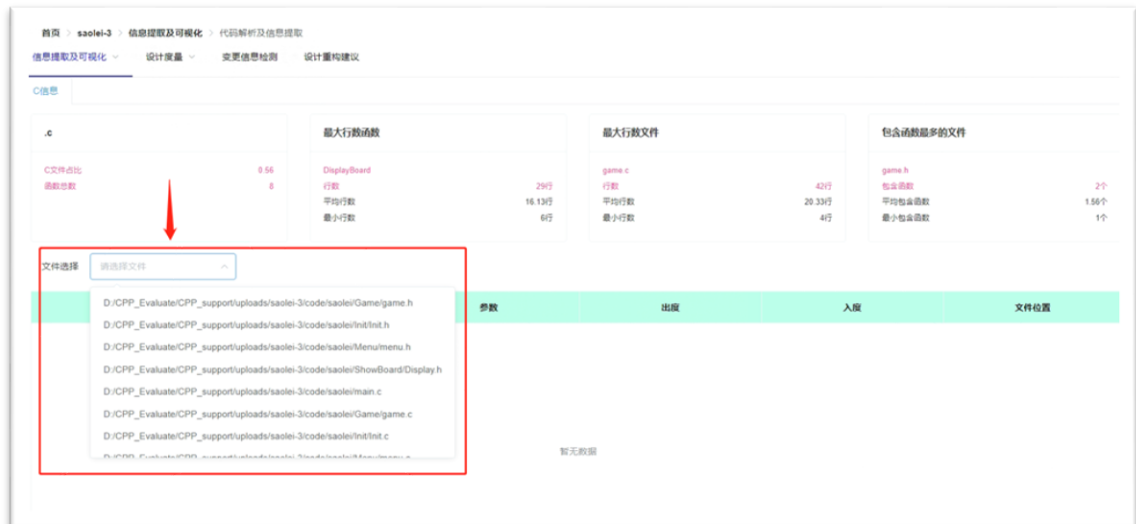 首页 > saolei-3 > 信息提取及可视化 > 代码解析及信息提取
信息提取及可视化 设计度量 变更信息检测 设计重构建议
C信息
.c 最大行数函数 最大行数文件 包含函数最多的文件
C文件占比 0.56 DisplayBoard game.c game.h
函数总数 8 行数 29行 行数 42行 包含函数 2个
平均行数 16.13行 平均行数 20.33行 平均包含函数 1.56个
最小行数 6行 最小行数 4行 最小包含函数 1个
文件选择 请选择文件
参数 出度 入度 文件位置
D:/CPP_Evaluate/CPP_support/uploads/saolei-3/code/saolei/Game/game.h
D:/CPP_Evaluate/CPP_support/uploads/saolei-3/code/saolei/Init/Init.h
D:/CPP_Evaluate/CPP_support/uploads/saolei-3/code/saolei/Menu/menu.h
D:/CPP_Evaluate/CPP_support/uploads/saolei-3/code/saolei/ShowBoard/Display.h
D:/CPP_Evaluate/CPP_support/uploads/saolei-3/code/saolei/main.c
D:/CPP_Evaluate/CPP_support/uploads/saolei-3/code/saolei/Game/game.c
D:/CPP_Evaluate/CPP_support/uploads/saolei-3/code/saolei/Init/Init.c
暂无数据